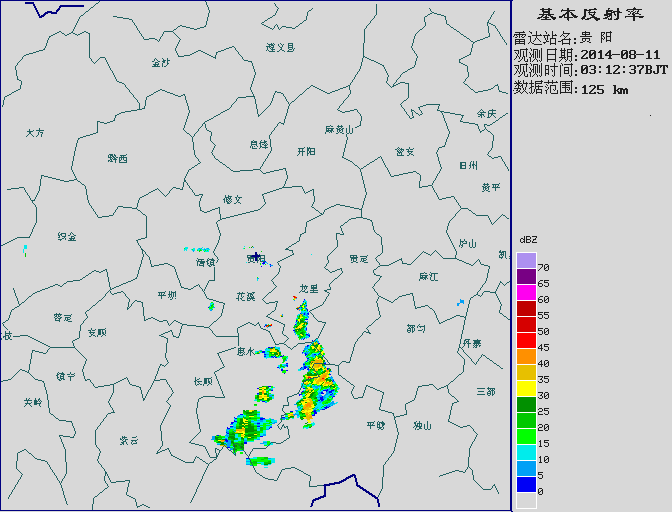 基本反射率
雷达站名:贵 阳
观测日期:2014-08-11
观测时间:03:12:37BJT
数据范围:125 km
遵义县
金沙
余庆
大方
黔西
息烽
麻黄山
开阳
瓮安
旧州
黄平
修文
织金
清镇
贵阳
贵定
炉山
凯
麻江
平坝
花溪
龙里
普定
安顺
都匀
丹寨
枝
惠水
镇宁
长顺
三都
关岭
紫云
平塘
独山
dBZ
70
65
60
55
50
45
40
35
30
25
20
15
10
5
0